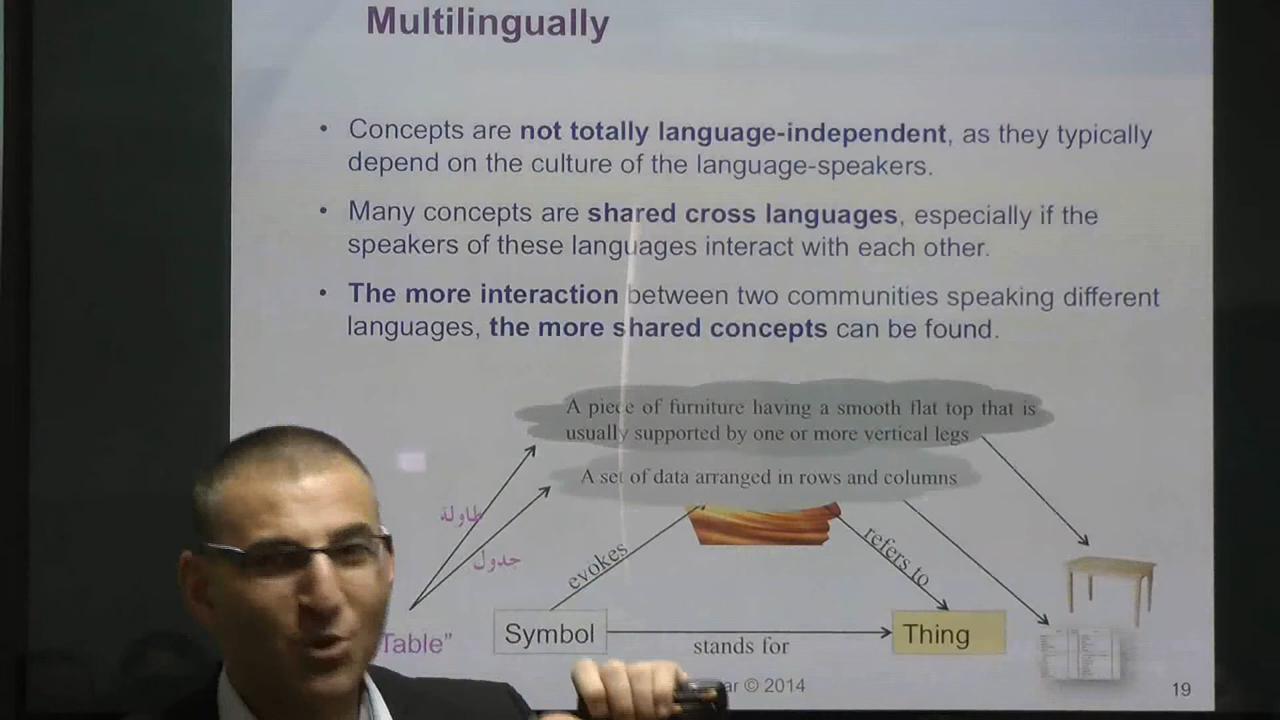 Multilingually
• Concepts are not totally language-independent, as they typically
depend on the culture of the language-speakers.
• Many concepts are shared cross languages, especially if the
speakers of these languages interact with each other.
• The more interaction between two communities speaking different
languages, the more shared concepts can be found.
A piece of furniture having a smooth flat top that is
usually supported by one or more vertical legs
A set of data arranged in rows and columns
طاولة
جدول
evokes
refers to
Table"
Symbol
stands for
Thing
© 2014
19